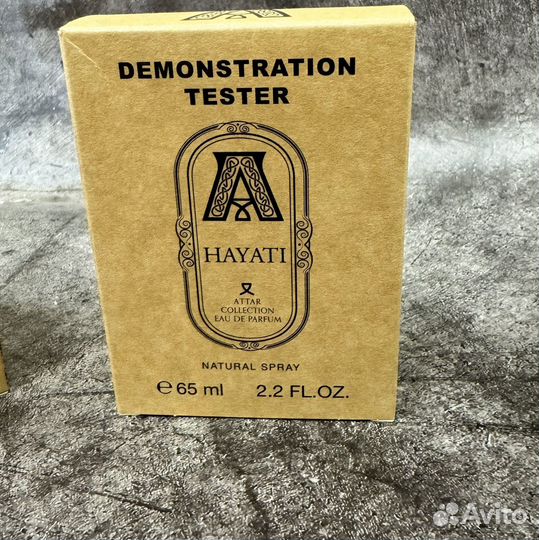 DEMONSTRATION
TESTER
A
HAYATI
ATTAR
COLLECTION
EAU DE PARFUM
NATURAL SPRAY
℮ 65 ml 2.2 FL.OZ.
Avito